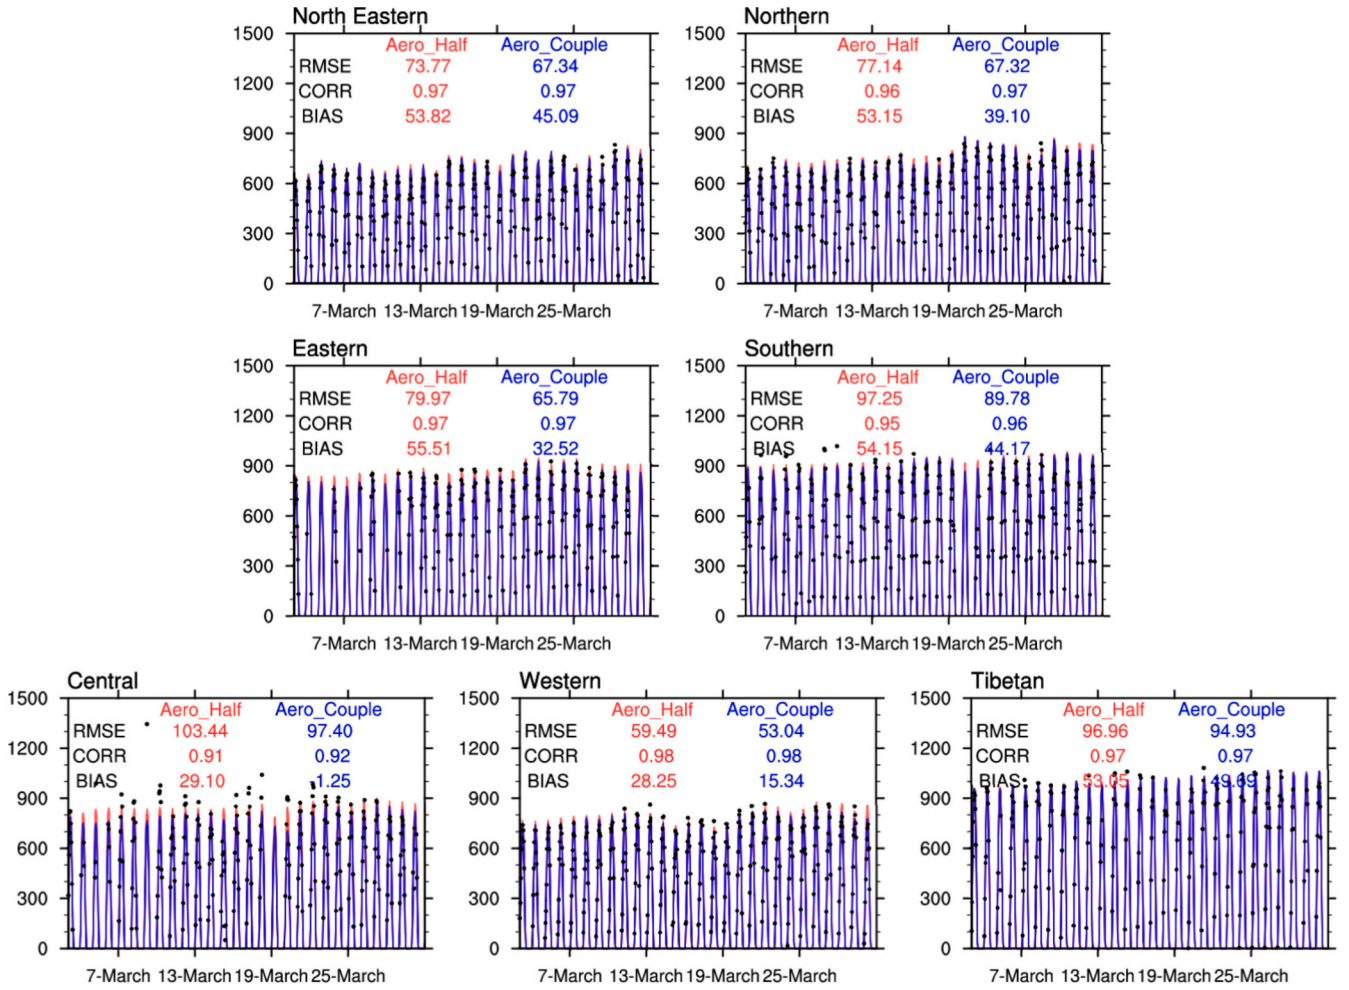 North Eastern
Aero_Half Aero_Couple
RMSE 73.77 67.34
CORR 0.97 0.97
BIAS 53.82 45.09
1500
1200
900
600
300
0
7-March 13-March 19-March 25-March
Northern
Aero_Half Aero_Couple
RMSE 77.14 67.32
CORR 0.96 0.97
BIAS 53.15 39.10
1500
1200
900
600
300
0
7-March 13-March 19-March 25-March
Eastern
Aero_Half Aero_Couple
RMSE 79.97 65.79
CORR 0.97 0.97
BIAS 55.51 32.52
1500
1200
900
600
300
0
7-March 13-March 19-March 25-March
Southern
Aero_Half Aero_Couple
RMSE 97.25 89.78
CORR 0.95 0.96
BIAS 54.15 44.17
1500
1200
900
600
300
0
7-March 13-March 19-March 25-March
Central
Aero_Half Aero_Couple
RMSE 103.44 97.40
CORR 0.91 0.92
BIAS 29.10 -1.25
1500
1200
900
600
300
0
7-March 13-March 19-March 25-March
Western
Aero_Half Aero_Couple
RMSE 59.49 53.04
CORR 0.98 0.98
BIAS 28.25 15.34
1500
1200
900
600
300
0
7-March 13-March 19-March 25-March
Tibetan
Aero_Half Aero_Couple
RMSE 96.96 94.93
CORR 0.97 0.97
BIAS 53.05 49.69
1500
1200
900
600
300
0
7-March 13-March 19-March 25-March